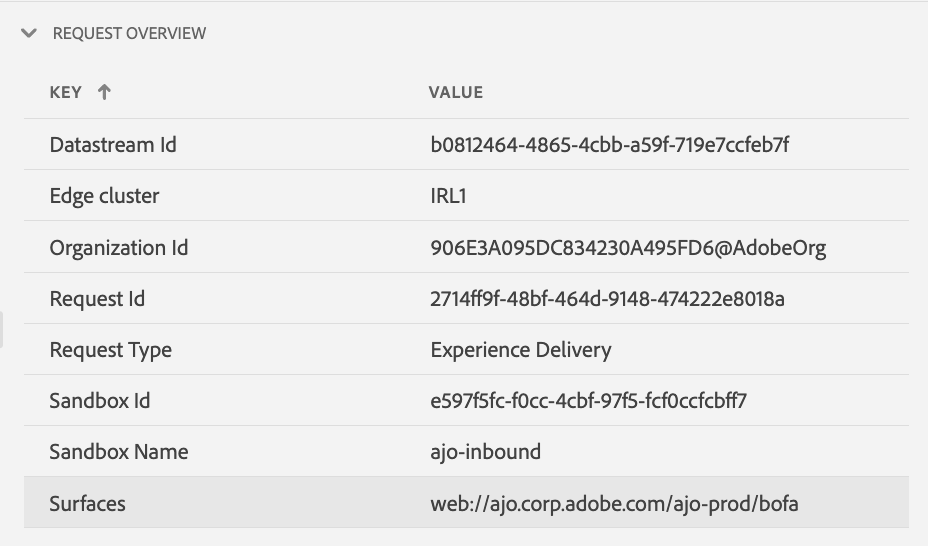 REQUEST OVERVIEW
KEY VALUE
Datastream Id b0812464-4865-4cbb-a59f-719e7ccfeb7f
Edge cluster IRL1
Organization Id 906E3A095DC834230A495FD6@AdobeOrg
Request Id 2714ff9f-48bf-464d-9148-474222e8018a
Request Type Experience Delivery
Sandbox Id e597f5fc-f0cc-4cbf-97f5-fcf0ccfcbff7
Sandbox Name ajo-inbound
Surfaces web://ajo.corp.adobe.com/ajo-prod/bofa